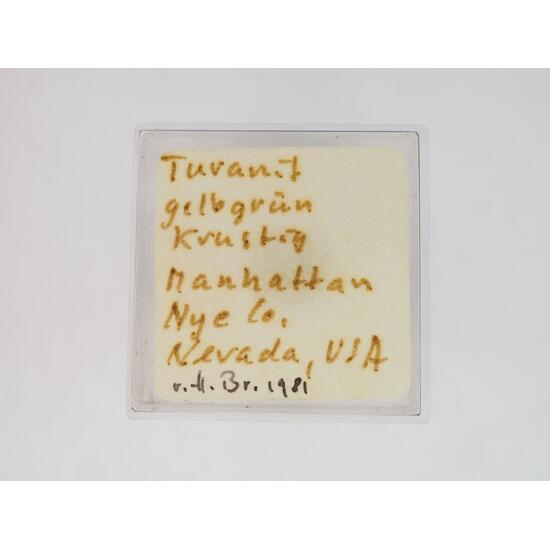 Turanit
gelbgrün
Krustig
Manhattan
Nye Co.
Nevada, USA
v. H. Br. 1981